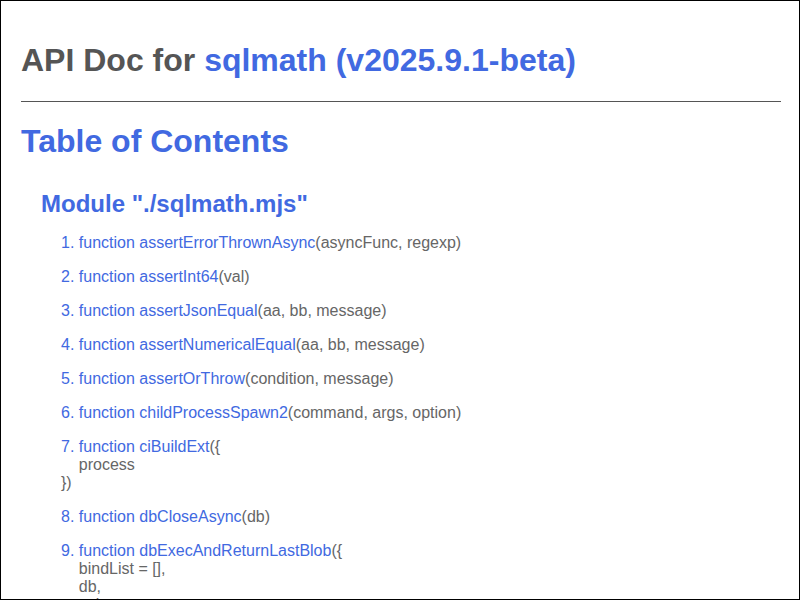 API Doc for sqlmath (v2025.9.1-beta)
Table of Contents
Module "./sqlmath.mjs"
1. function assertErrorThrownAsync(asyncFunc, regexp)
2. function assertInt64(val)
3. function assertJsonEqual(aa, bb, message)
4. function assertNumericalEqual(aa, bb, message)
5. function assertOrThrow(condition, message)
6. function childProcessSpawn2(command, args, option)
7. function ciBuildExt({
process
})
8. function dbCloseAsync(db)
9. function dbExecAndReturnLastBlob({
bindList = [],
db,